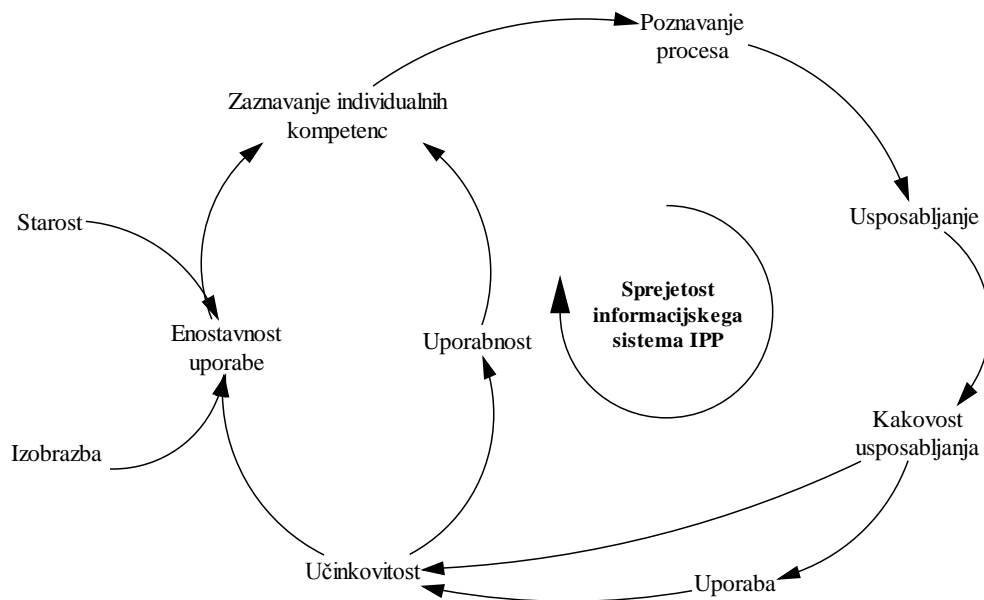 Poznavanje
procesa
Zaznavanje individualnih
kompetenc
Starost
Usposabljanje
Sprejetost
informacijskega
sistema IPP
Enostavnost
uporabe
Uporabnost
Izobrazba
Kakovost
usposabljanja
Učinkovitost
Uporaba